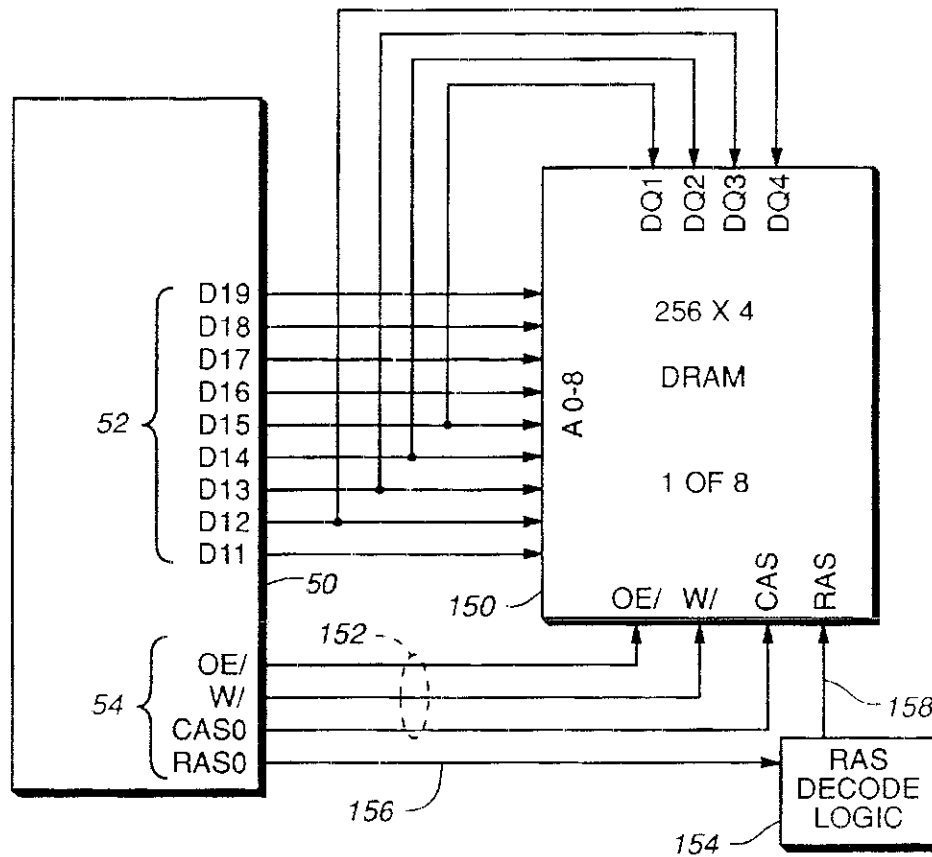 DQ1
DQ2
DQ3
DQ4
D19
D18
D17
D16
D15
D14
D13
D12
D11
52
A 0-8
256 X 4
DRAM
1 OF 8
50
150
OE/
W/
CAS
RAS
152
54
OE/
W/
CAS0
RAS0
156
158
RAS
DECODE
LOGIC
154